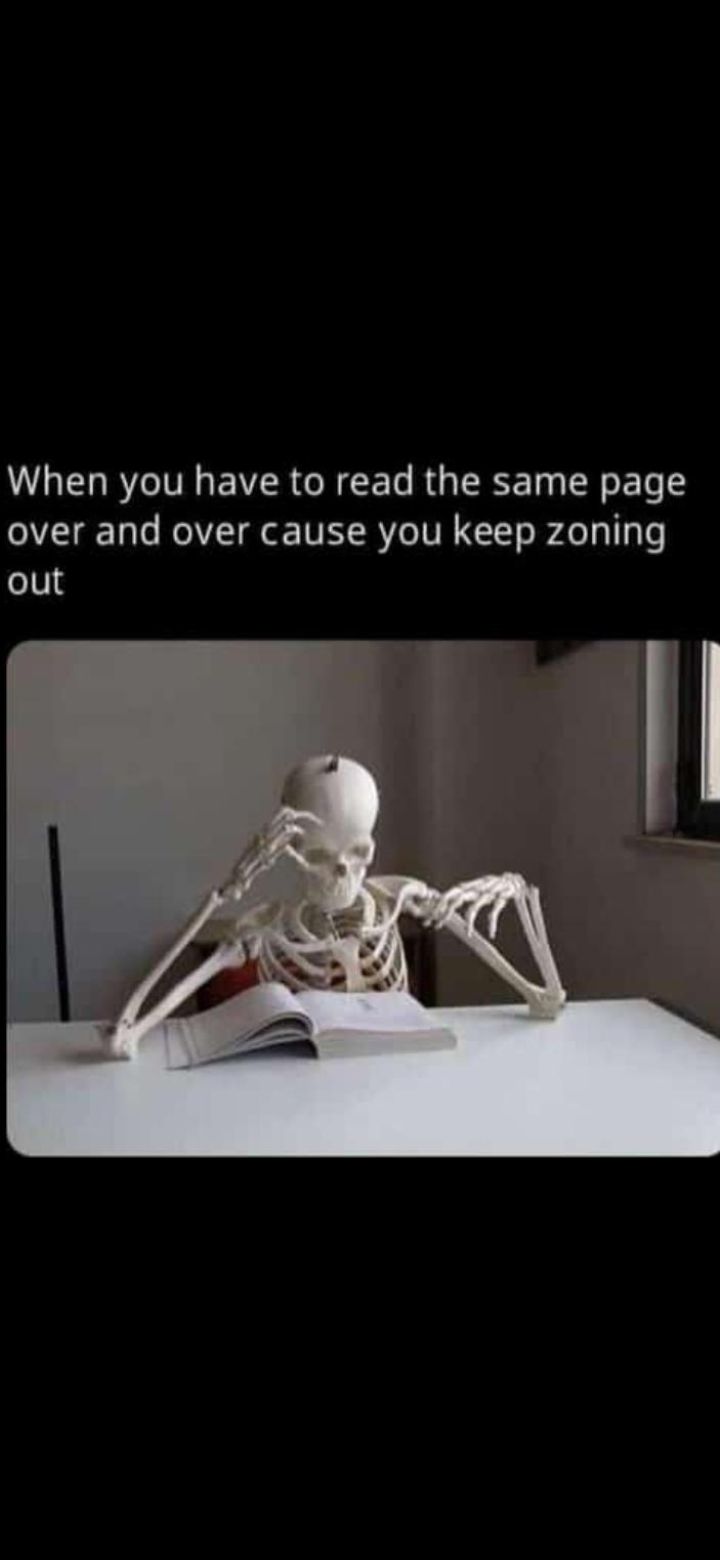 When you have to read the same page
over and over cause you keep zoning
out